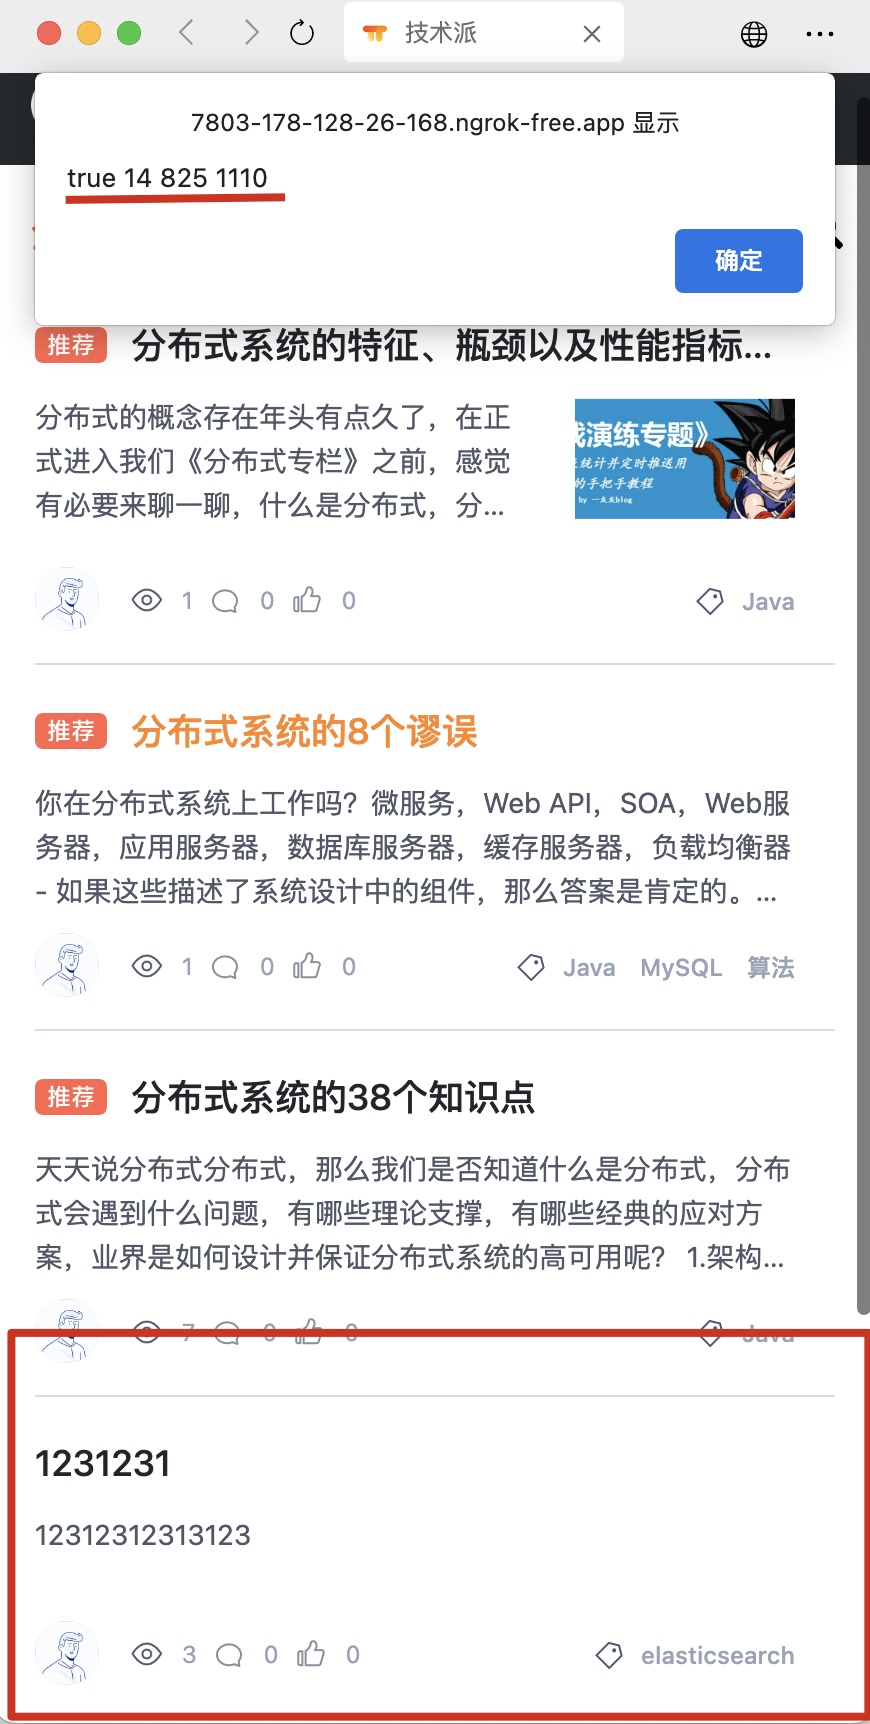 技术派
7803-178-128-26-168.ngrok-free.app 显示
true 14 825 1110
确定
推荐 分布式系统的特征、瓶颈以及性能指标...
分布式的概念存在年头有点久了，在正
式进入我们《分布式专栏》之前，感觉
有必要来聊一聊，什么是分布式，分...
演练专题》
系统计并定时推送用
的手把手教程
by 一灰灰blog
1 0 0 Java
推荐 分布式系统的8个谬误
你在分布式系统上工作吗？微服务，Web API，SOA，Web服
务器，应用服务器，数据库服务器，缓存服务器，负载均衡器
- 如果这些描述了系统设计中的组件，那么答案是肯定的。...
1 0 0 Java MySQL 算法
推荐 分布式系统的38个知识点
天天说分布式分布式，那么我们是否知道什么是分布式，分布
式会遇到什么问题，有哪些理论支撑，有哪些经典的应对方
案，业界是如何设计并保证分布式系统的高可用呢？ 1.架构...
7 0 0 Java
1231231
12312312313123
3 0 0 elasticsearch